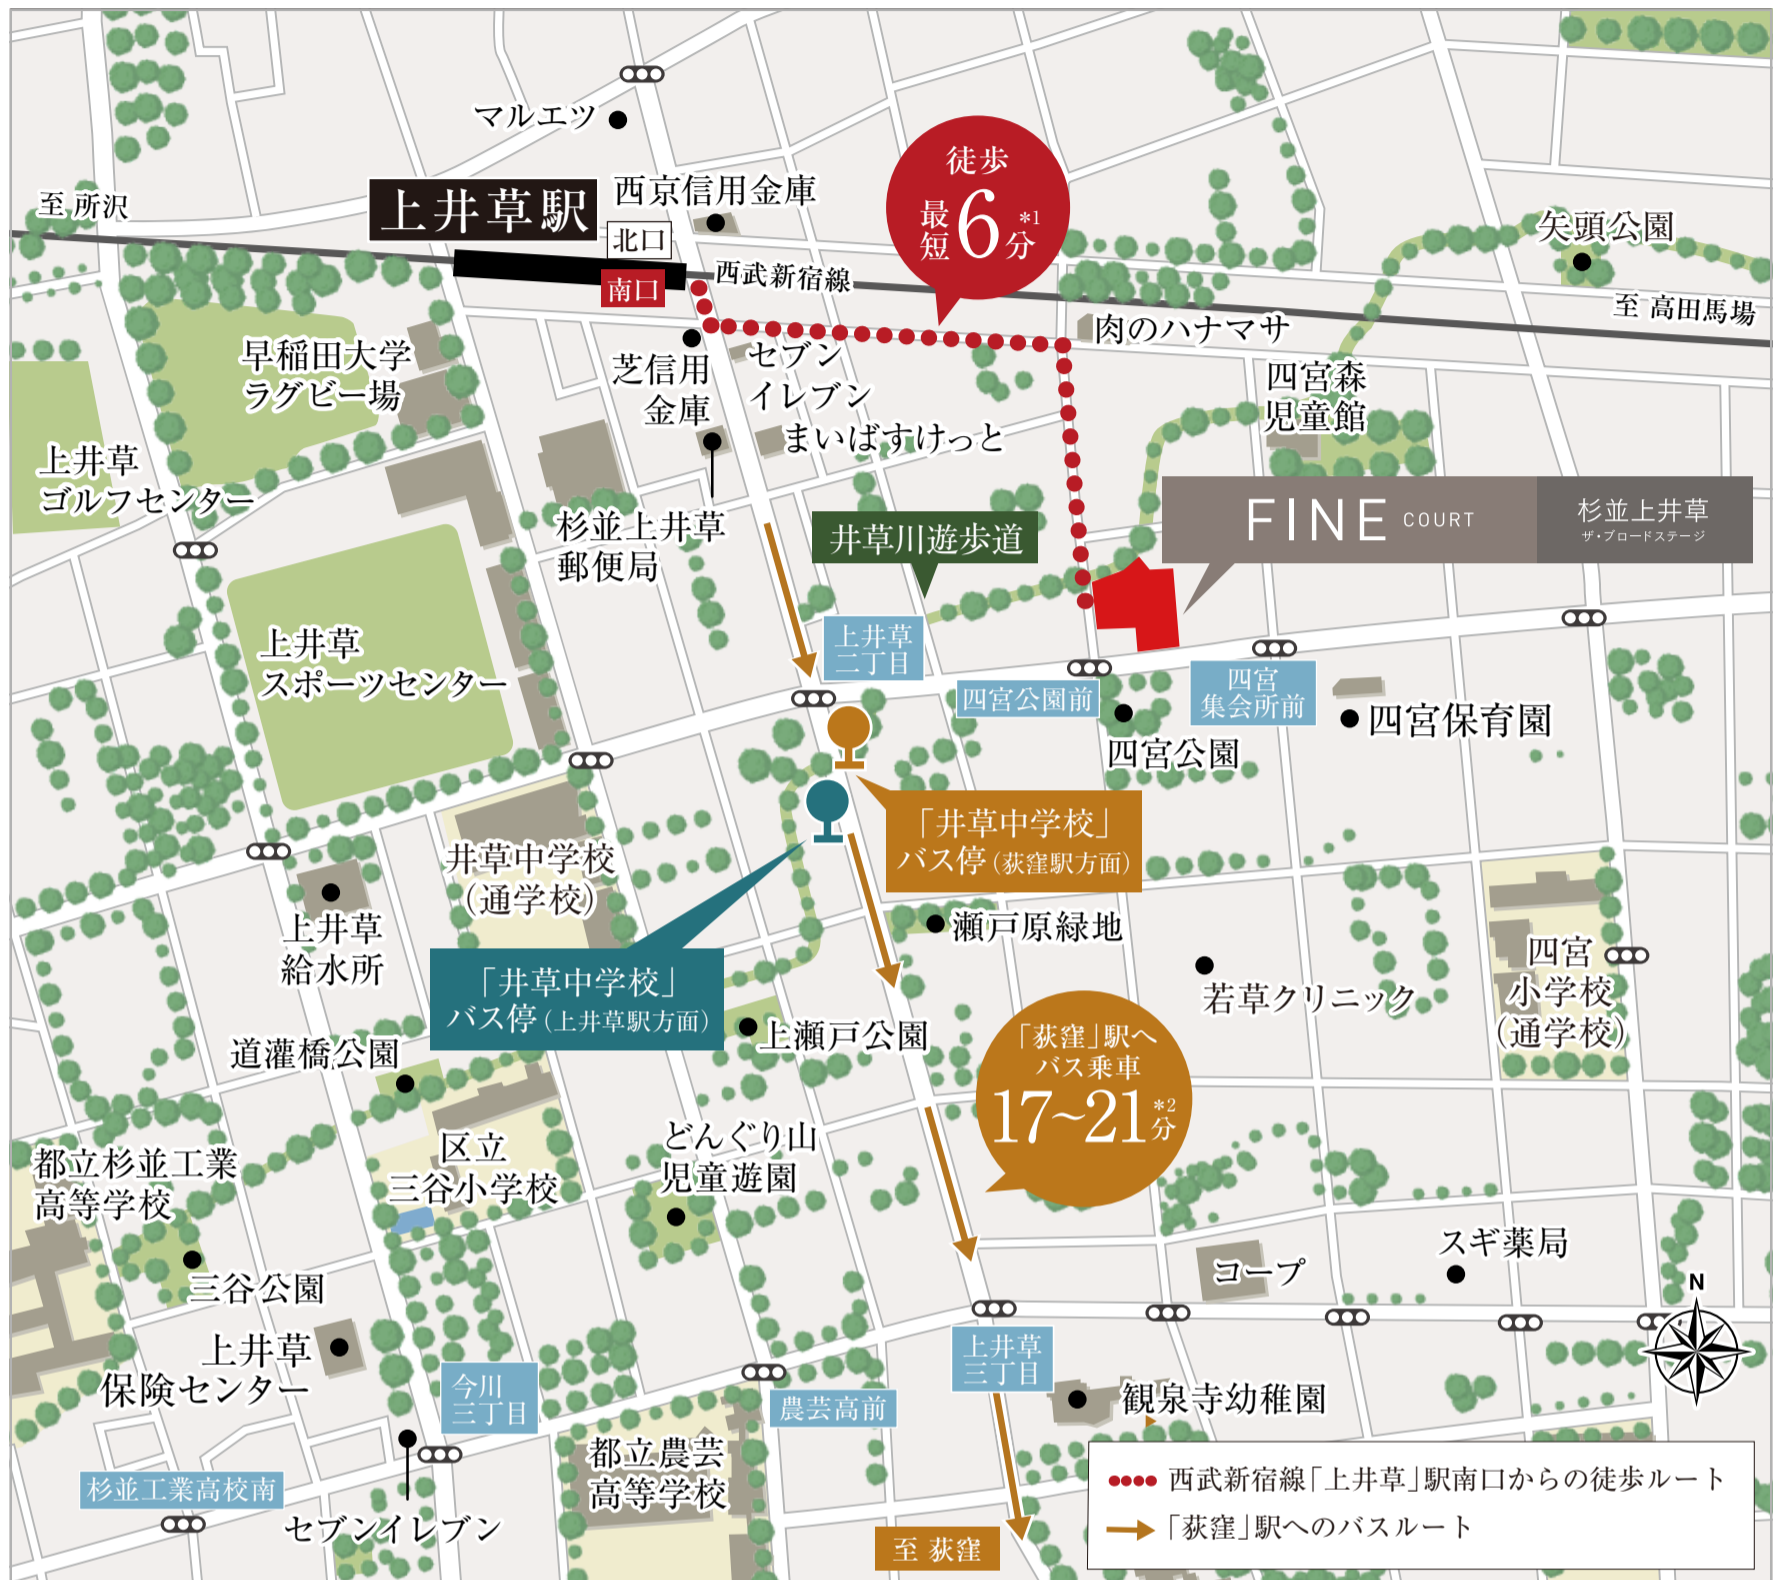 マルエツ
至 所沢
上井草駅
西京信用金庫
北口
南口
西武新宿線
徒歩
最短6分*1
矢頭公園
至 高田馬場
肉のハナマサ
早稲田大学
ラグビー場
芝信用
金庫
セブン
イレブン
まいばすけっと
四宮森
児童館
上井草
ゴルフセンター
杉並上井草
郵便局
井草川遊歩道
FINE COURT
杉並上井草
ザ・ブロードステージ
上井草
スポーツセンター
上井草
二丁目
四宮公園前
四宮
集会所前
四宮公園
四宮保育園
「井草中学校」
バス停(荻窪駅方面)
井草中学校
(通学校)
上井草
給水所
「井草中学校」
バス停(上井草駅方面)
瀬戸原緑地
若草クリニック
四宮
小学校
(通学校)
上瀬戸公園
道灌橋公園
「荻窪」駅へ
バス乗車
17~21分*2
区立
三谷小学校
どんぐり山
児童遊園
都立杉並工業
高等学校
三谷公園
コープ
スギ薬局
N
上井草
保険センター
今川
三丁目
農芸高前
上井草
三丁目
観泉寺幼稚園
都立農芸
高等学校
杉並工業高校南
セブンイレブン
至 荻窪
西武新宿線「上井草」駅南口からの徒歩ルート
「荻窪」駅へのバスルート